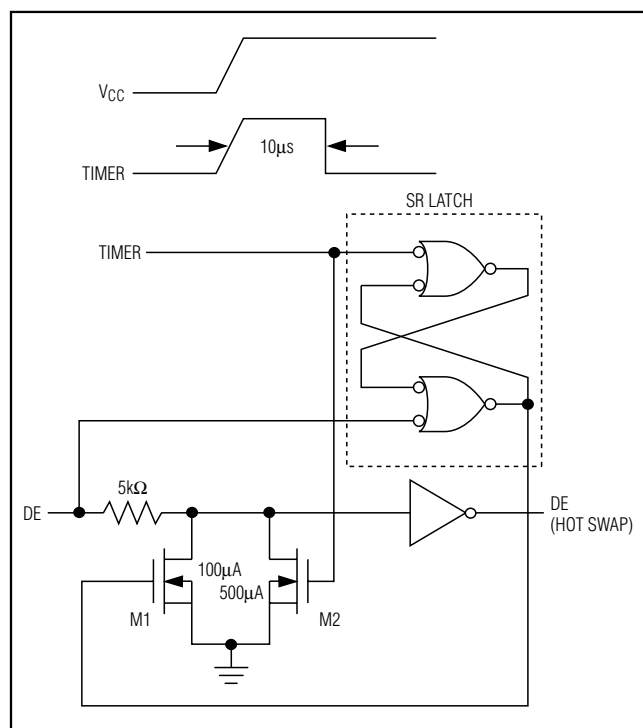 VCC
10μs
TIMER
SR LATCH
TIMER
5kΩ
DE
DE
(HOT SWAP)
100μA
500μA
M1
M2